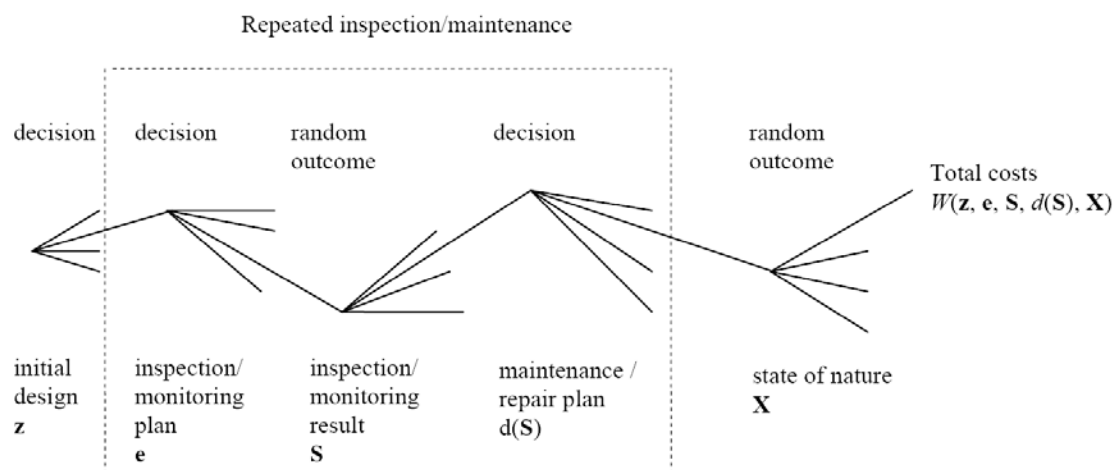 Repeated inspection/maintenance
decision
decision
random
outcome
decision
random
outcome
Total costs
W(z, e, S, d(S), X)
initial
design
z
inspection/
monitoring
plan
e
inspection/
monitoring
result
S
maintenance /
repair plan
d(S)
state of nature
X